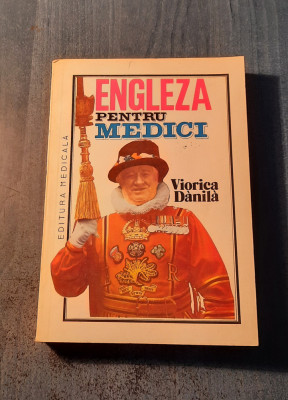 ENGLEZA
PENTRU
MEDICI
Viorica
Dănilă
EDITURA MEDICALĂ